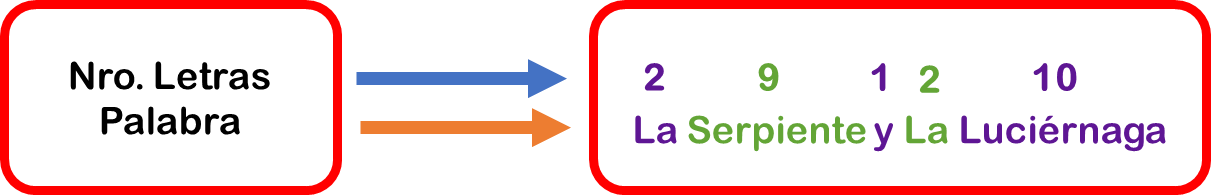 Nro. Letras
Palabra
2 9 1 2 10
La Serpiente y La Luciérnaga